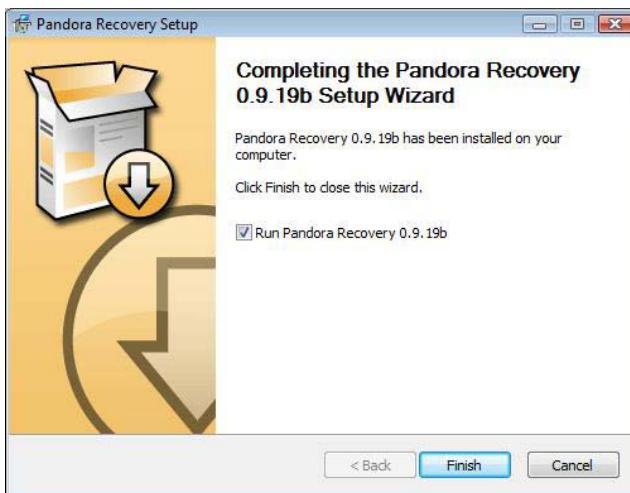 Pandora Recovery Setup
Completing the Pandora Recovery
0.9.19b Setup Wizard
Pandora Recovery 0.9.19b has been installed on your
computer.
Click Finish to close this wizard.
Run Pandora Recovery 0.9.19b
< Back Finish Cancel